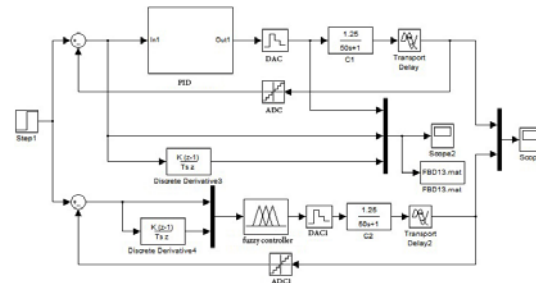 In1
Out1
PID
DAC
1.25
50s+1
C1
Transport
Delay
ADC
Step1
Scope2
Scop
FBD13.mat
FBD13.mat
K (z-1)
Ts z
Discrete Derivative3
K (z-1)
Ts z
Discrete Derivative4
fuzzy controller
DAC1
1.25
50s+1
C2
Transport
Delay2
ADC1